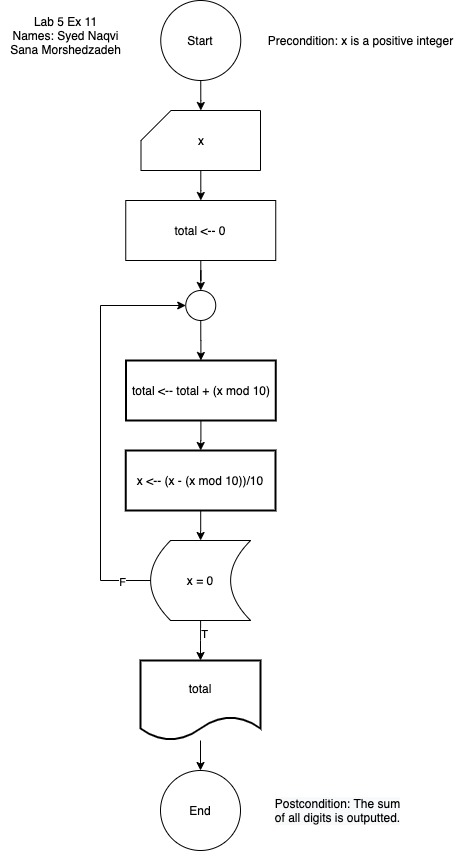 Lab 5 Ex 11
Names: Syed Naqvi
Sana Morshedzadeh
Start
Precondition: x is a positive integer
x
total <-- 0
total <-- total + (x mod 10)
x <-- (x - (x mod 10))/10
x = 0
F
T
total
End
Postcondition: The sum
of all digits is outputted.